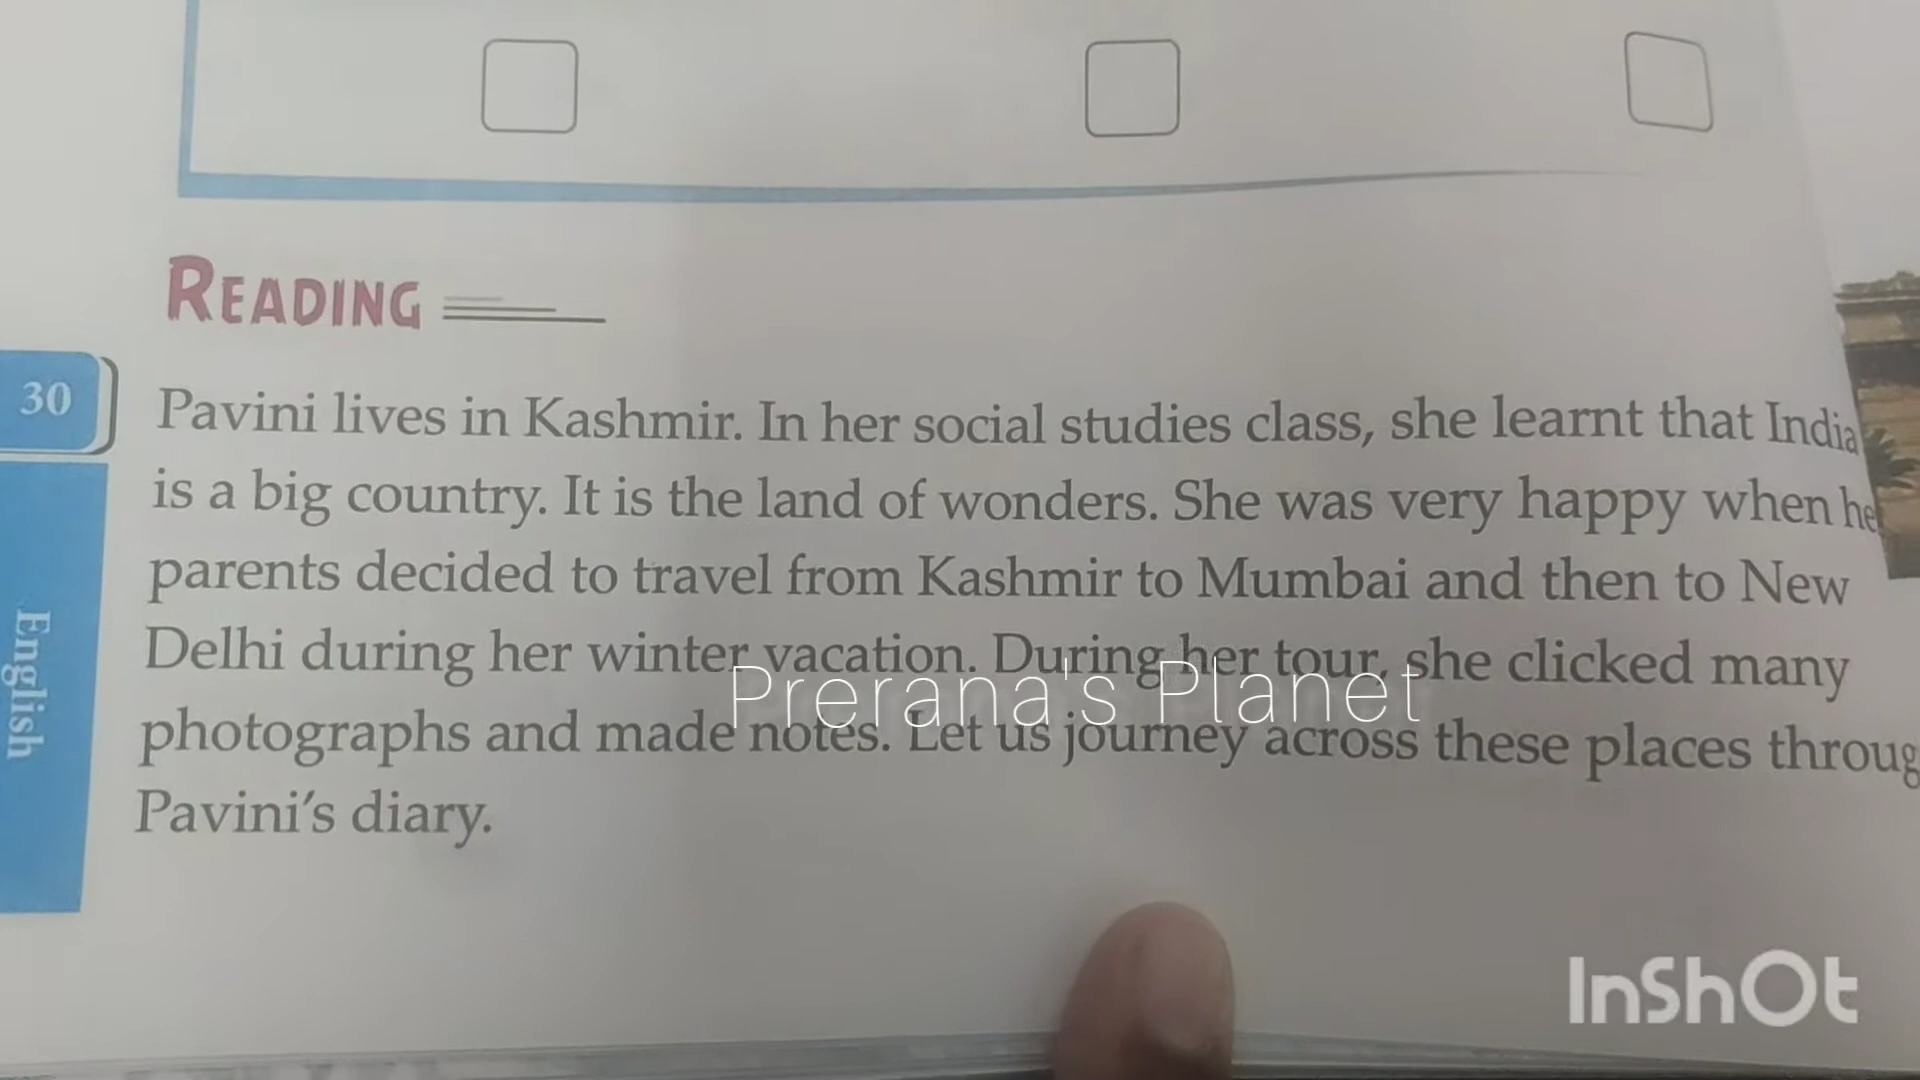 READING
30
Pavini lives in Kashmir. In her social studies class, she learnt that India
is a big country. It is the land of wonders. She was very happy when he
parents decided to travel from Kashmir to Mumbai and then to New
Delhi during her winter vacation. During her tour, she clicked many
photographs and made notes. Let us journey across these places throug
Pavini's diary.
English
Prerana's Planet
InShOt